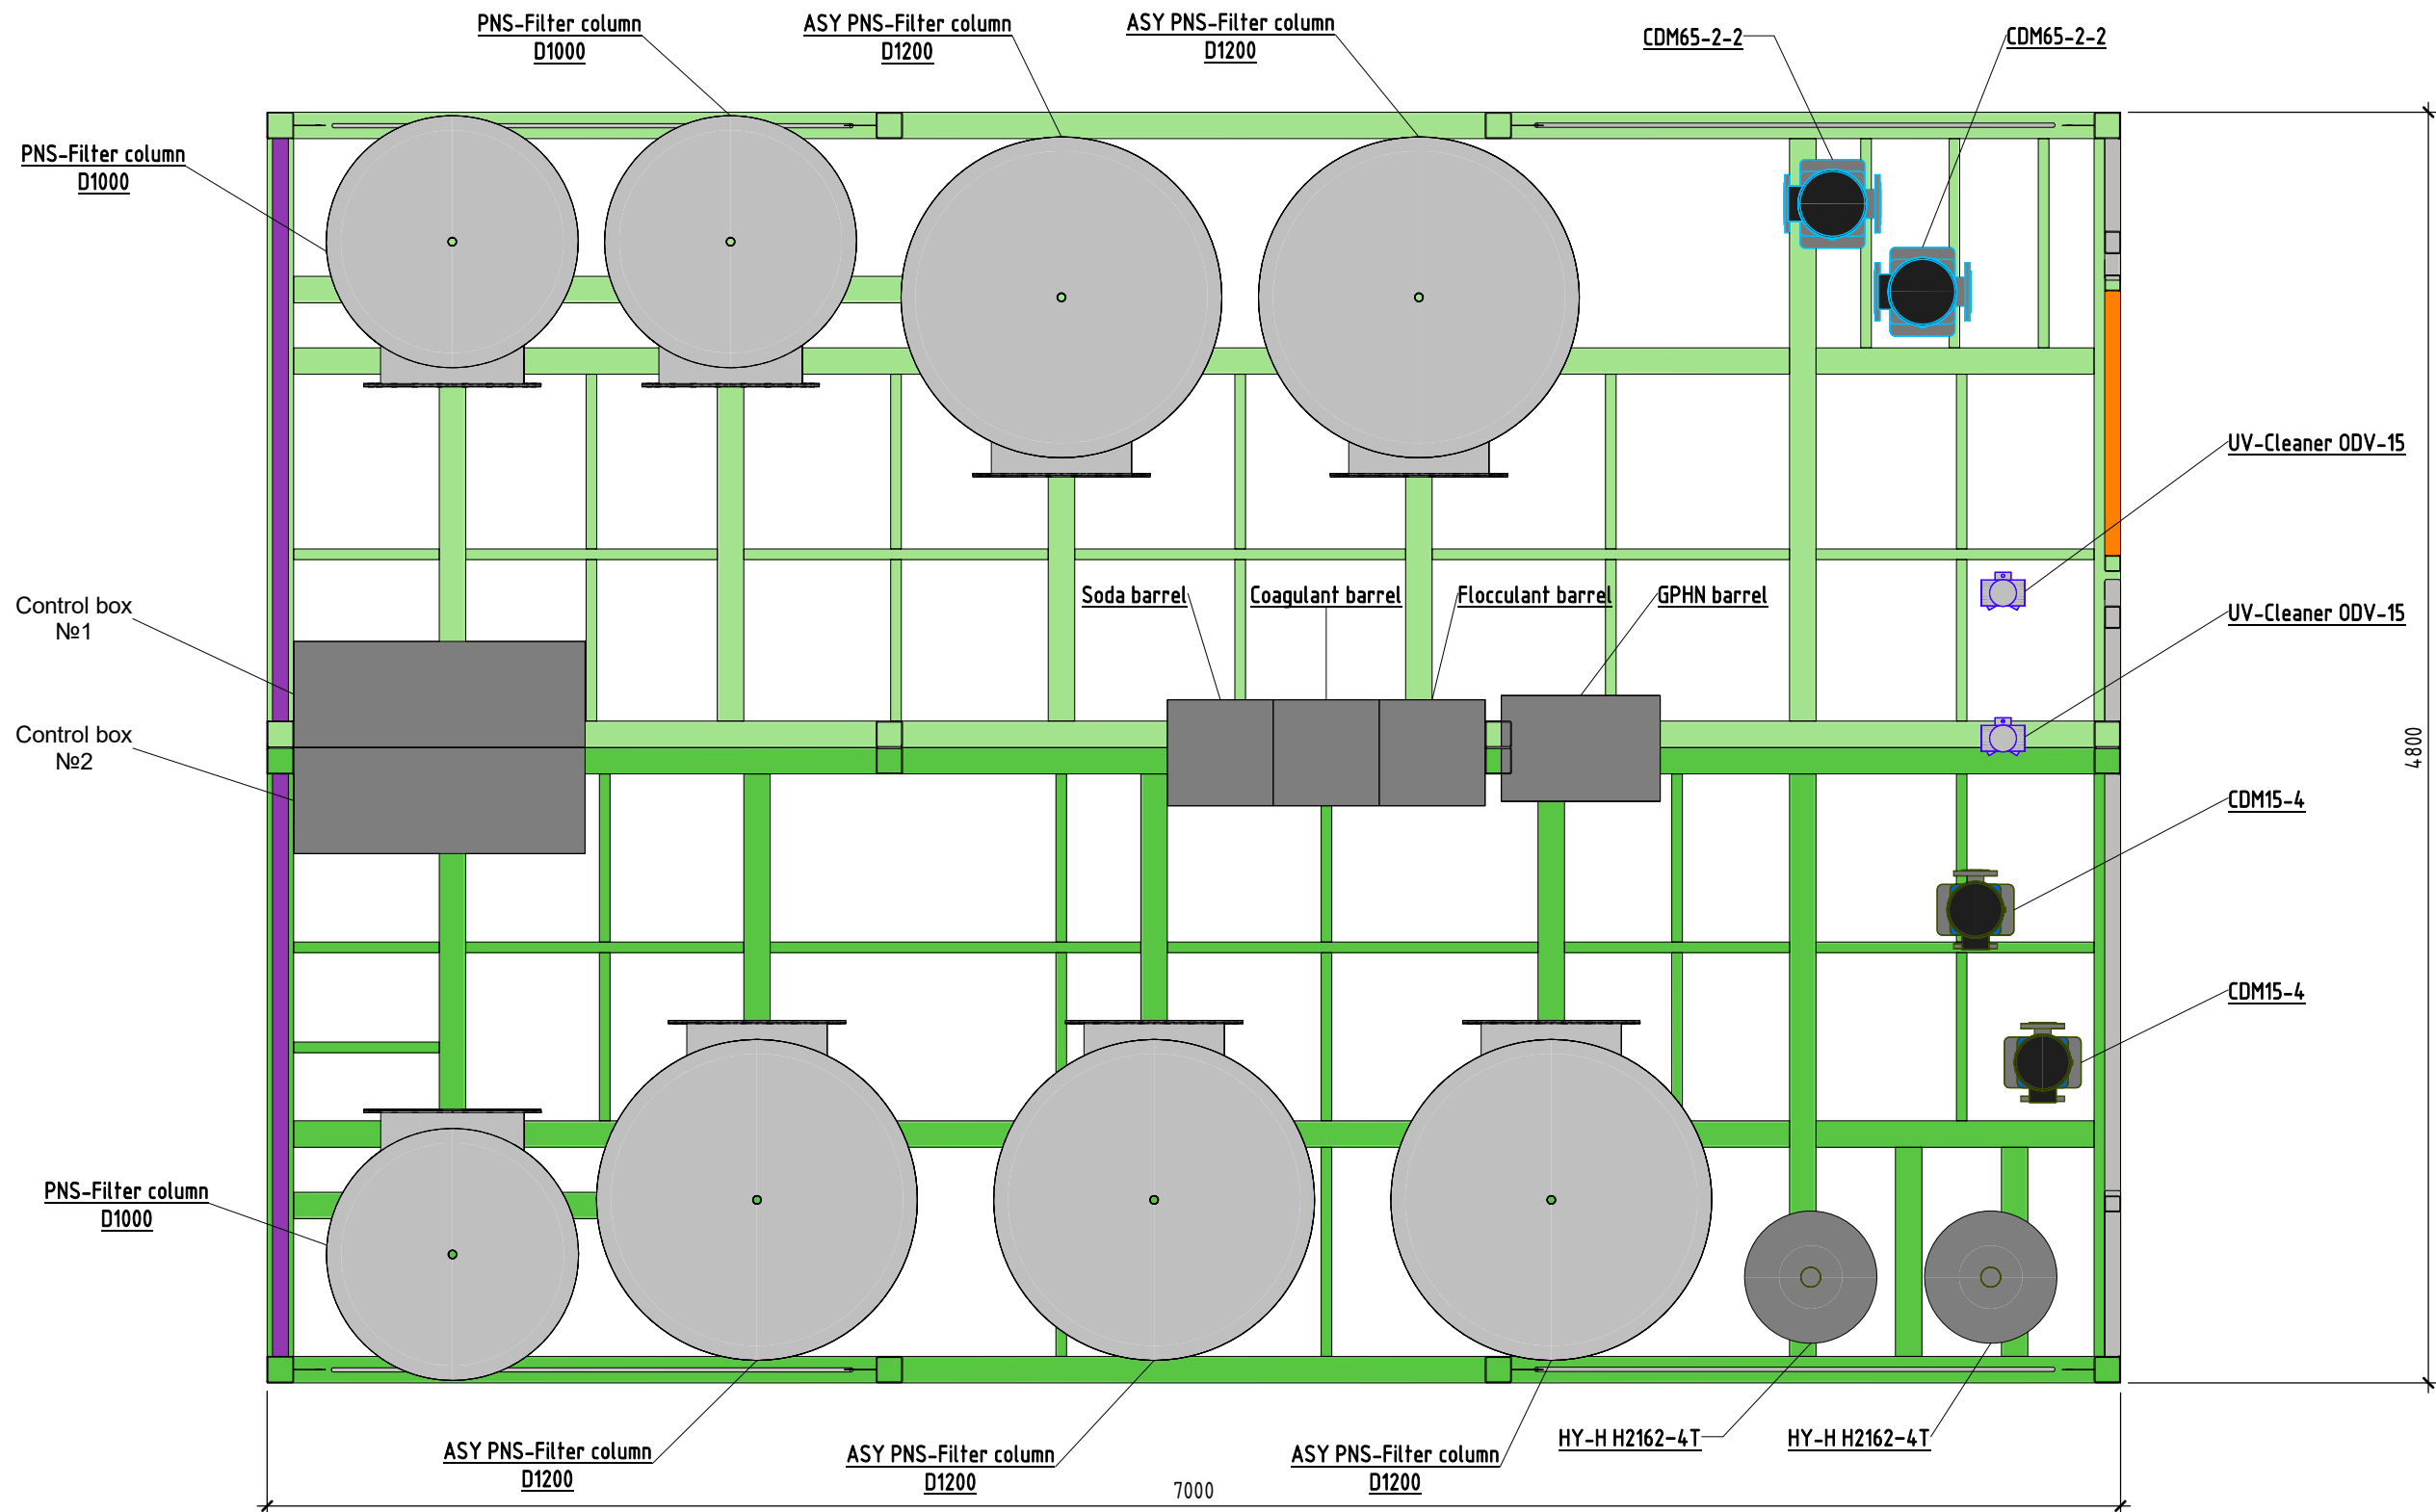 PNS-Filter column
D1000
ASY PNS-Filter column
D1200
ASY PNS-Filter column
D1200
CDM65-2-2
CDM65-2-2
PNS-Filter column
D1000
UV-Cleaner ODV-15
Control box
№1
Soda barrel
Coagulant barrel
Flocculant barrel
GPHN barrel
UV-Cleaner ODV-15
Control box
№2
4800
CDM15-4
CDM15-4
PNS-Filter column
D1000
ASY PNS-Filter column
D1200
ASY PNS-Filter column
D1200
ASY PNS-Filter column
D1200
HY-H H2162-4T
HY-H H2162-4T
7000